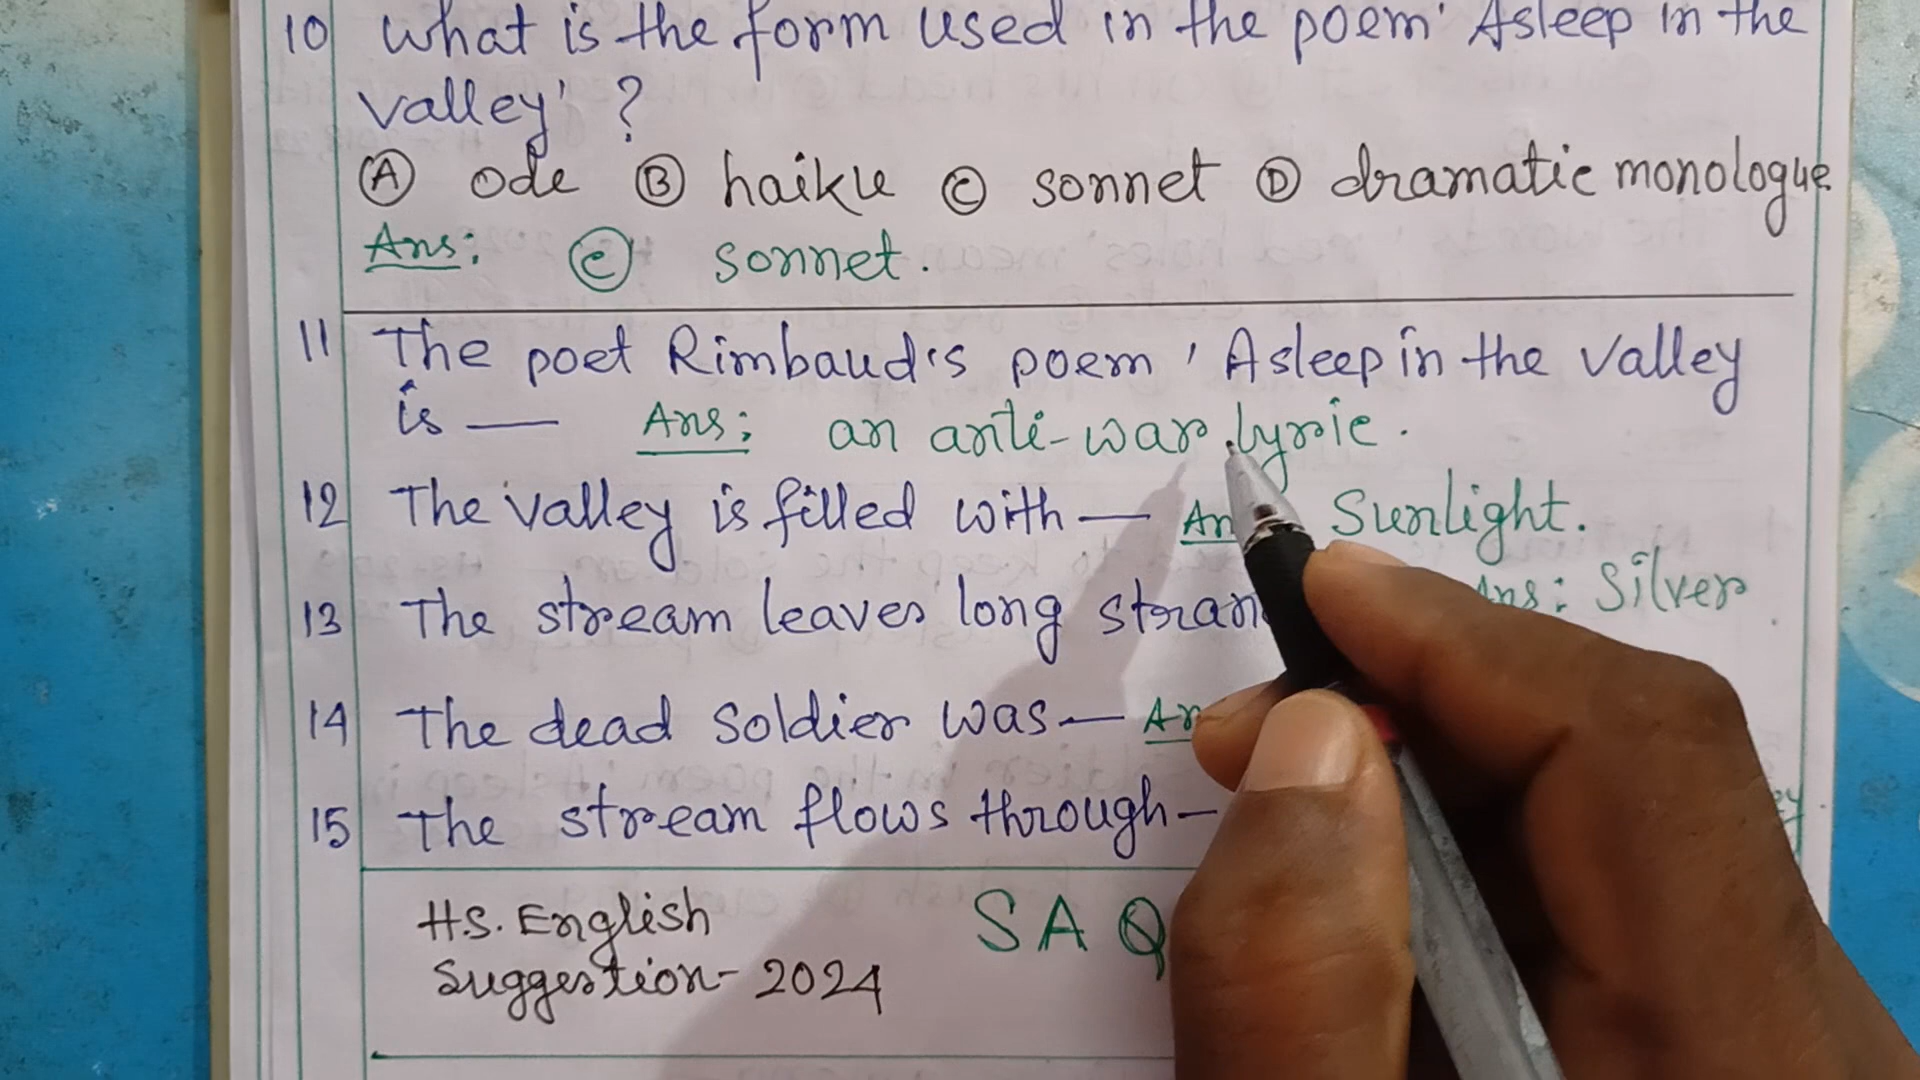 10 What is the form used in the poem 'Asleep in the
valley' ?
(A) ode (B) haiku (C) sonnet (D) dramatic monologue
Ans: (C) sonnet.
11 The poet Rimbaud's poem 'Asleep in the Valley
is — Ans: an anti-war lyric.
12 The valley is filled with — Sunlight.
13 The stream leaves long Ans: Silver
14 The dead soldier was —
15 The stream flows through —
H.S. English SAQ
Suggestion - 2024